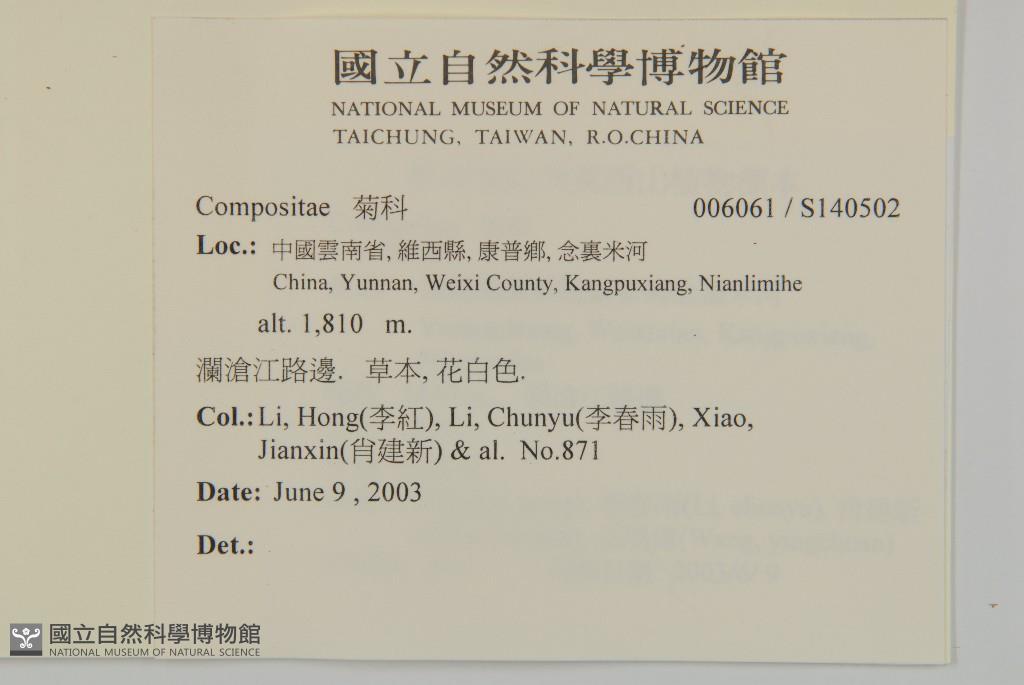 國立自然科學博物館
NATIONAL MUSEUM OF NATURAL SCIENCE
TAICHUNG, TAIWAN, R.O.CHINA
Compositae 菊科 006061 / S140502
Loc.: 中國雲南省, 維西縣, 康普鄉, 念裏米河
China, Yunnan, Weixi County, Kangpuxiang, Nianlimihe
alt. 1,810 m.
瀾滄江路邊. 草本, 花白色.
Col.: Li, Hong(李紅), Li, Chunyu(李春雨), Xiao,
Jianxin(肖建新) & al. No.871
Date: June 9 , 2003
Det.:
國立自然科學博物館
NATIONAL MUSEUM OF NATURAL SCIENCE